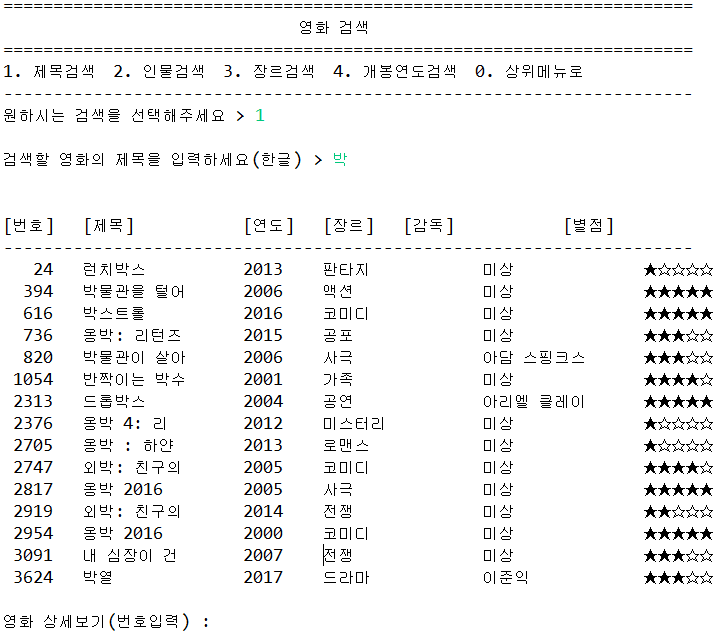 =====================================================================
영화 검색
=====================================================================
1. 제목검색  2. 인물검색  3. 장르검색  4. 개봉연도검색  0. 상위메뉴로
---------------------------------------------------------------------
원하시는 검색을 선택해주세요 > 1
검색할 영화의 제목을 입력하세요(한글) > 박
[번호] [제목] [연도] [장르] [감독] [별점]
---------------------------------------------------------------------
24 런치박스 2013 판타지 미상 ★☆☆☆☆
394 박물관을 털어 2006 액션 미상 ★★★★★
616 박스트롤 2016 코미디 미상 ★★★★★
736 옹박: 리턴즈 2015 공포 미상 ★★★☆☆
820 박물관이 살아 2006 사극 아담 스핑크스 ★★★☆☆
1054 반짝이는 박수 2001 가족 미상 ★★★★☆
2313 드롭박스 2004 공연 아리엘 클레이 ★★★★★
2376 옹박 4: 리 2012 미스터리 미상 ★☆☆☆☆
2705 옹박 : 하얀 2013 로맨스 미상 ★☆☆☆☆
2747 외박: 친구의 2005 코미디 미상 ★★★★☆
2817 옹박 2016 2005 사극 미상 ★★★★★
2919 외박: 친구의 2014 전쟁 미상 ★★☆☆☆
2954 옹박 2016 2000 코미디 미상 ★★★★★
3091 내 심장이 건 2007 전쟁 미상 ★★★☆☆
3624 박열 2017 드라마 이준익 ★★★☆☆
영화 상세보기(번호입력) :